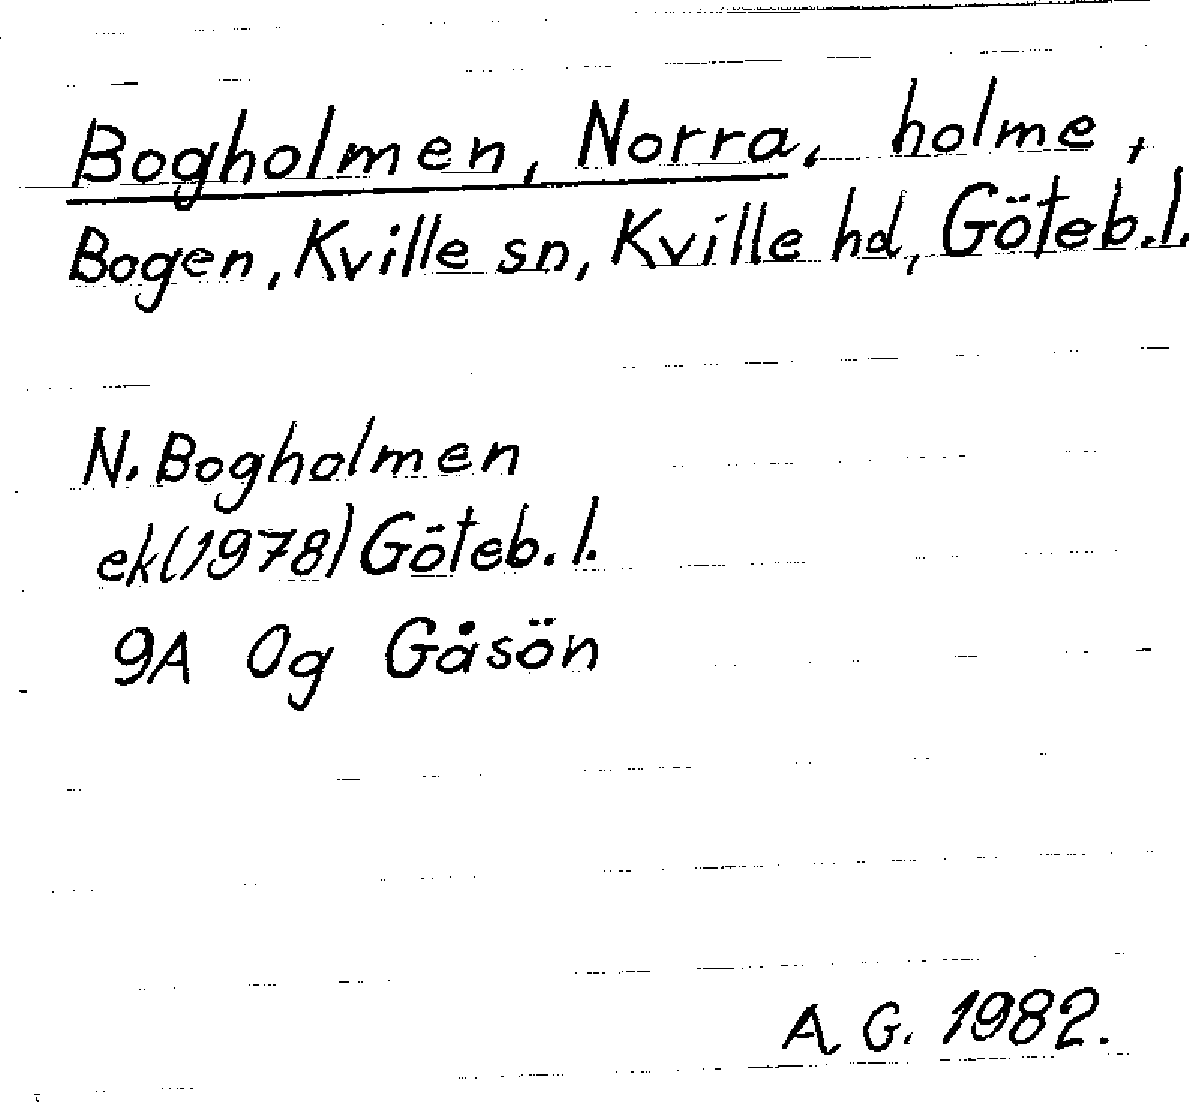 Bogholmen, Norra, holme,
Bogen, Kville sn, Kville hd, Göteb.l.
N. Bogholmen
ek(1978) Göteb. l.
9A 0g Gåsön
A. G. 1982.